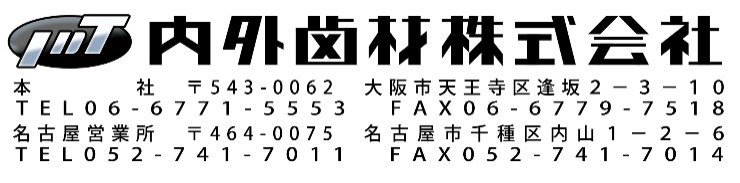 内外歯材株式会社
本　　　社　〒543-0062　大阪市天王寺区逢坂２－３－１０
ＴＥＬ０６-６７７１-５５５３　ＦＡＸ０６-６７７９-７５１８
名古屋営業所　〒464-0075　名古屋市千種区内山１－２－６
ＴＥＬ０５２-７４１-７０１１　ＦＡＸ０５２-７４１-７０１４